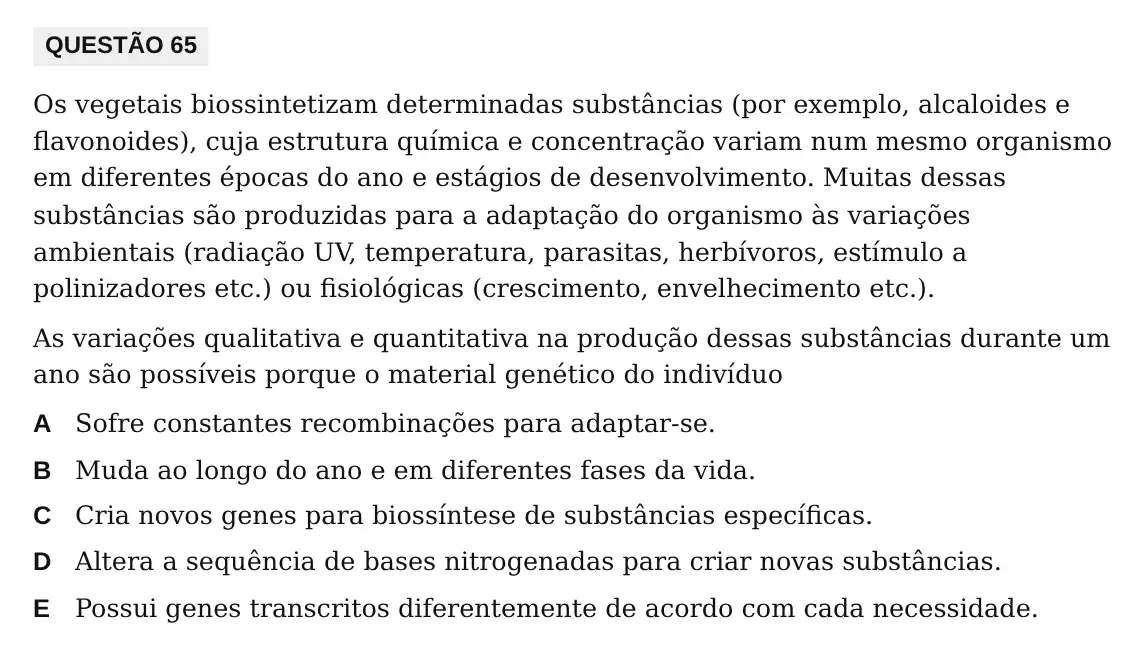 QUESTÃO 65
Os vegetais biossintetizam determinadas substâncias (por exemplo, alcaloides e
flavonoides), cuja estrutura química e concentração variam num mesmo organismo
em diferentes épocas do ano e estágios de desenvolvimento. Muitas dessas
substâncias são produzidas para a adaptação do organismo às variações
ambientais (radiação UV, temperatura, parasitas, herbívoros, estímulo a
polinizadores etc.) ou fisiológicas (crescimento, envelhecimento etc.).
As variações qualitativa e quantitativa na produção dessas substâncias durante um
ano são possíveis porque o material genético do indivíduo
A Sofre constantes recombinações para adaptar-se.
B Muda ao longo do ano e em diferentes fases da vida.
C Cria novos genes para biossíntese de substâncias específicas.
D Altera a sequência de bases nitrogenadas para criar novas substâncias.
E Possui genes transcritos diferentemente de acordo com cada necessidade.